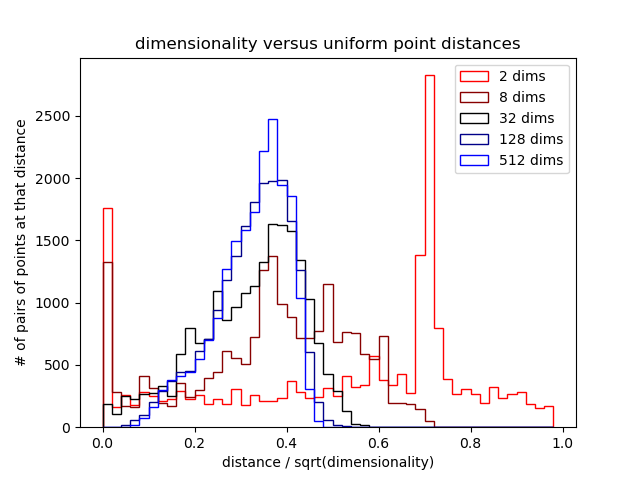 dimensionality versus uniform point distances
2 dims
8 dims
32 dims
128 dims
512 dims
# of pairs of points at that distance
2500
2000
1500
1000
500
0
0.0 0.2 0.4 0.6 0.8 1.0
distance / sqrt(dimensionality)